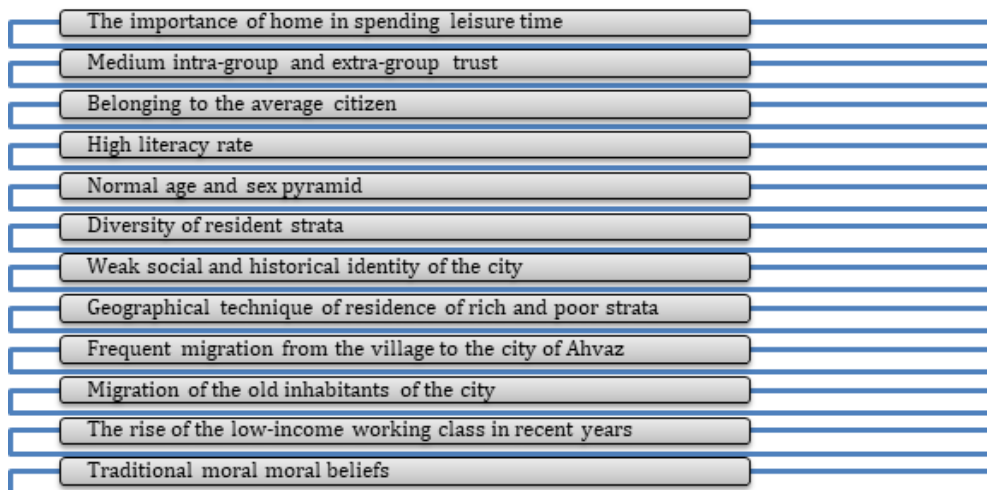 The importance of home in spending leisure time
Medium intra-group and extra-group trust
Belonging to the average citizen
High literacy rate
Normal age and sex pyramid
Diversity of resident strata
Weak social and historical identity of the city
Geographical technique of residence of rich and poor strata
Frequent migration from the village to the city of Ahvaz
Migration of the old inhabitants of the city
The rise of the low-income working class in recent years
Traditional moral moral beliefs